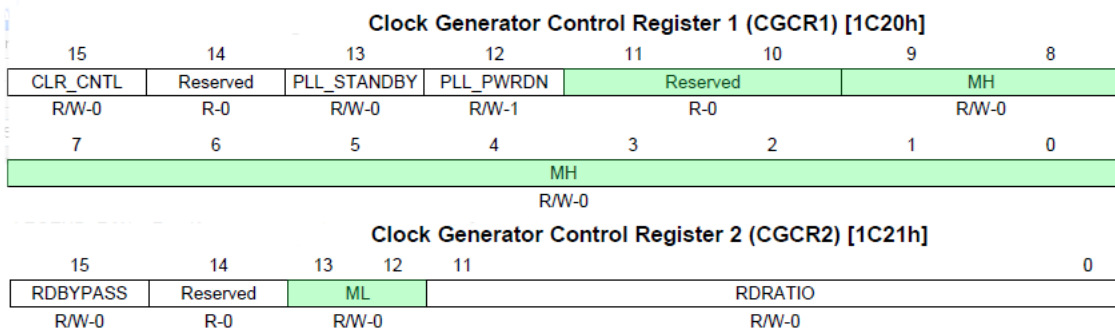 Clock Generator Control Register 1 (CGCR1) [1C20h]
15 14 13 12 11 10 9 8
CLR_CNTL Reserved PLL_STANDBY PLL_PWRDN Reserved MH
R/W-0 R-0 R/W-0 R/W-1 R-0 R/W-0
7 6 5 4 3 2 1 0
MH
R/W-0
Clock Generator Control Register 2 (CGCR2) [1C21h]
15 14 13 12 11 0
RDBYPASS Reserved ML RDRATIO
R/W-0 R-0 R/W-0 R/W-0